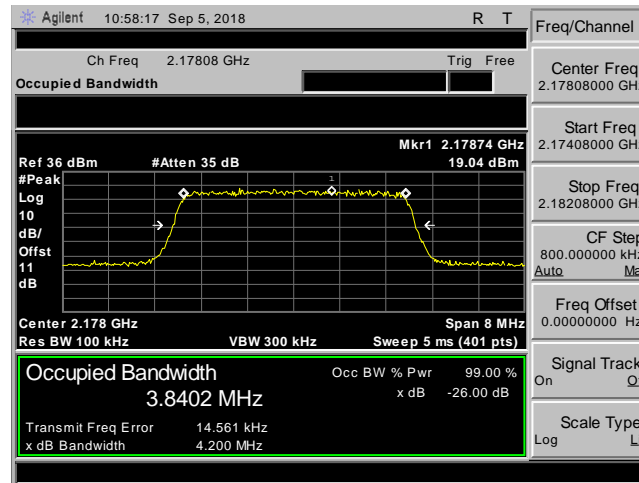 Agilent 10:58:17 Sep 5, 2018 R T
Freq/Channel
Ch Freq 2.17808 GHz Trig Free
Occupied Bandwidth
Center Freq
2.17808000 GH
Start Freq
2.17408000 GH
Stop Freq
2.18208000 GH
CF Step
800.000000 kHz
Auto Ma
Freq Offset
0.00000000 Hz
Signal Track
On O
Scale Type
Log L
Mkr1 2.17874 GHz
Ref 36 dBm #Atten 35 dB 19.04 dBm
#Peak
Log
10
dB/
Offst
11
dB
1
Center 2.178 GHz Span 8 MHz
Res BW 100 kHz VBW 300 kHz Sweep 5 ms (401 pts)
Occupied Bandwidth
3.8402 MHz
Occ BW % Pwr 99.00 %
x dB -26.00 dB
Transmit Freq Error 14.561 kHz
x dB Bandwidth 4.200 MHz